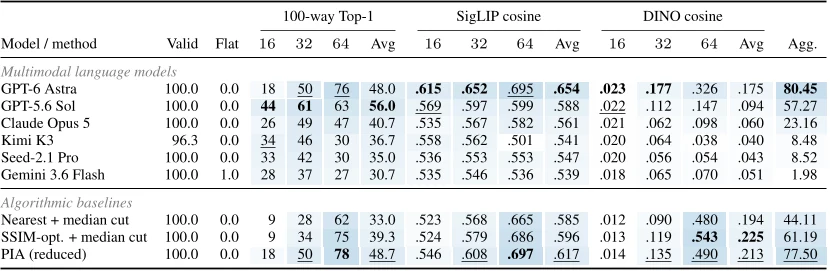 100-way Top-1 SigLIP cosine DINO cosine
Model / method Valid Flat 16 32 64 Avg 16 32 64 Avg 16 32 64 Avg Agg.
Multimodal language models
GPT-6 Astra 100.0 0.0 18 50 76 48.0 .615 .652 .695 .654 .023 .177 .326 .175 80.45
GPT-5.6 Sol 100.0 0.0 44 61 63 56.0 .569 .597 .599 .588 .022 .112 .147 .094 57.27
Claude Opus 5 100.0 0.0 26 49 47 40.7 .535 .567 .582 .561 .021 .062 .098 .060 23.16
Kimi K3 96.3 0.0 34 46 30 36.7 .558 .562 .501 .541 .020 .064 .038 .040 8.48
Seed-2.1 Pro 100.0 0.0 33 42 30 35.0 .536 .553 .553 .547 .020 .056 .054 .043 8.52
Gemini 3.6 Flash 100.0 1.0 28 37 27 30.7 .535 .546 .536 .539 .018 .065 .070 .051 1.98
Algorithmic baselines
Nearest + median cut 100.0 0.0 9 28 62 33.0 .523 .568 .665 .585 .012 .090 .480 .194 44.11
SSIM-opt. + median cut 100.0 0.0 9 34 75 39.3 .524 .579 .686 .596 .013 .119 .543 .225 61.19
PIA (reduced) 100.0 0.0 18 50 78 48.7 .546 .608 .697 .617 .014 .135 .490 .213 77.50